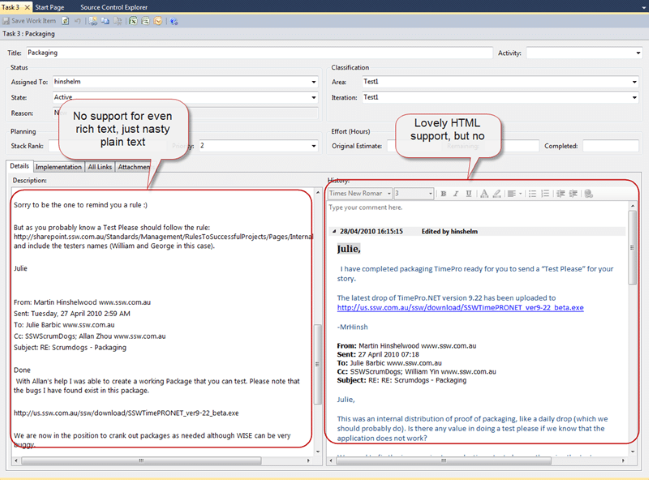 Task 3 Start Page Source Control Explorer
Save Work Item
Task 3 : Packaging
Title: Packaging Activity:
Status Classification
Assigned To: hinshelm Area: Test1
State: Active Iteration: Test1
Reason:
No support for even
rich text, just nasty
plain text
Lovely HTML
support, but no
Planning Effort (Hours)
Stack Rank: 2 Original Estimate: Completed:
Details Implementation All Links Attachmen
Description:
Sorry to be the one to remind you a rule :)
But as you probably know a Test Please should follow the rule:
http://sharepoint.ssw.com.au/Standards/Management/RulesToSuccessfulProjects/Pages/Internal
and include the testers names (William and George in this case).
Julie
From: Martin Hinshelwood www.ssw.com.au
Sent: Tuesday, 27 April 2010 2:59 AM
To: Julie Barbic www.ssw.com.au
Cc: SSWScrumDogs; Allan Zhou www.ssw.com.au
Subject: RE: Scrumdogs - Packaging
Done
With Allan's help I was able to create a working Package that you can test. Please note that
the bugs I have found exist in this package.
http://us.ssw.com.au/ssw/download/SSWTimePRONET_ver9-22_beta.exe
We are now in the position to crank out packages as needed although WISE can be very
buggy.
History:
Times New Roman 3 B I U
Type your comment here.
28/04/2010 16:15:15 Edited by hinshelm
Julie,
I have completed packaging TimePro ready for you to send a "Test Please" for your
story.
The latest drop of TimePro.NET version 9.22 has been uploaded to
http://us.ssw.com.au/ssw/download/SSWTimePRONET_ver9-22_beta.exe
-MrHinsh
From: Martin Hinshelwood www.ssw.com.au
Sent: 27 April 2010 07:18
To: Julie Barbic www.ssw.com.au
Cc: SSWScrumDogs; William Yin www.ssw.com.au
Subject: RE: RE: Scrumdogs - Packaging
Julie,
This was an internal distribution of proof of packaging, like a daily drop (which we
should probably do). Is there any value in doing a test please if we know that the
application does not work?